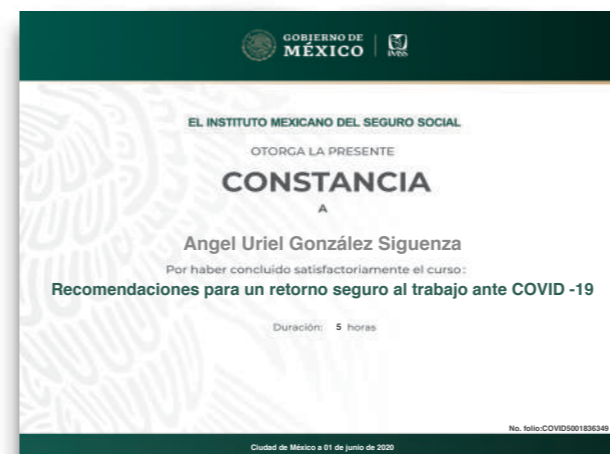 GOBIERNO DE
MÉXICO
IMSS
EL INSTITUTO MEXICANO DEL SEGURO SOCIAL
OTORGA LA PRESENTE
CONSTANCIA
A
Angel Uriel González Siguenza
Por haber concluido satisfactoriamente el curso:
Recomendaciones para un retorno seguro al trabajo ante COVID -19
Duración: 5 horas
No. folio:COVID5001836349
Ciudad de México a 01 de junio de 2020